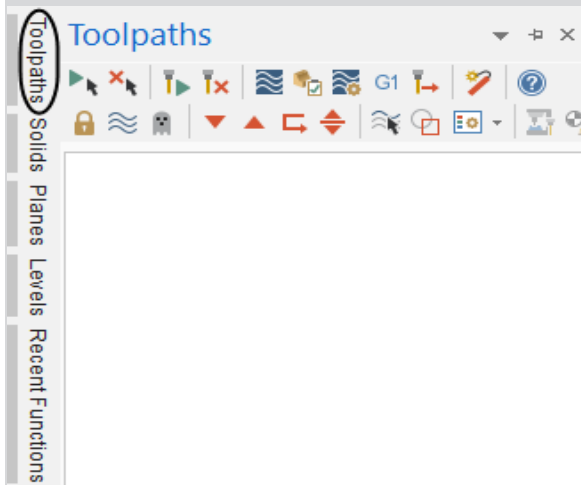 Toolpaths
G1
Toolpaths
Solids
Planes
Levels
Recent Functions